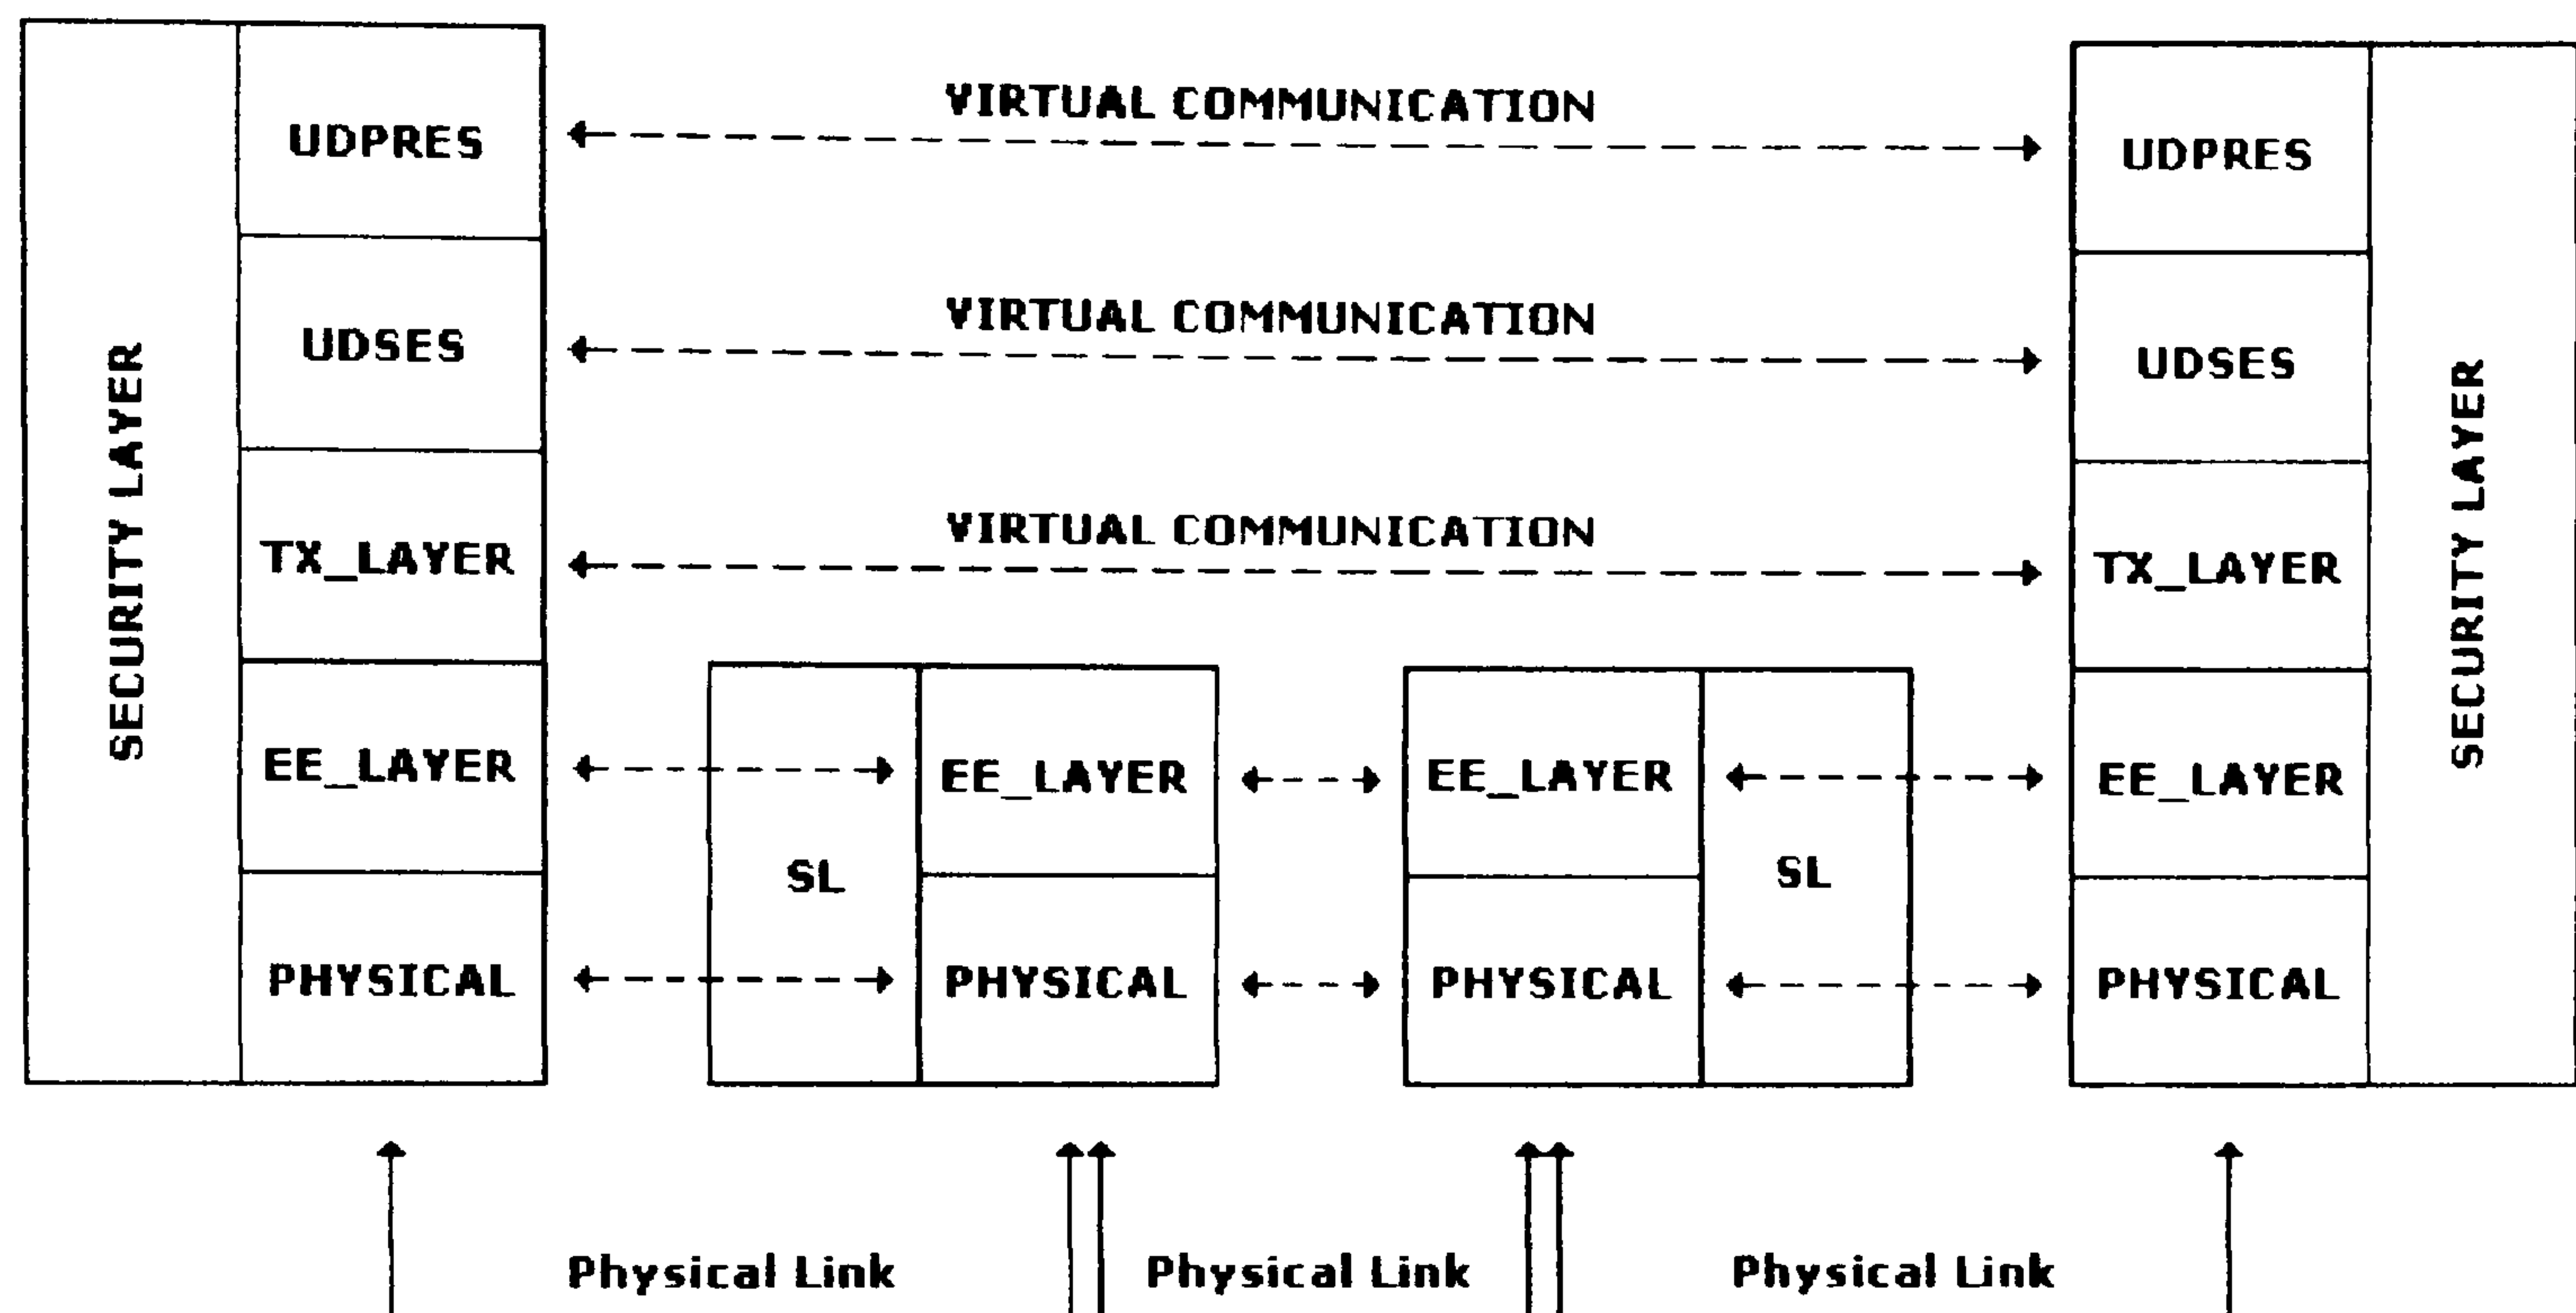 VIRTUAL COMMUNICATION
UDPRES
UDPRES
VIRTUAL COMMUNICATION
UDSES
UDSES
SECURITY LAYER
SECURITY LAYER
VIRTUAL COMMUNICATION
TX_LAYER
TX_LAYER
EE_LAYER
EE_LAYER
EE_LAYER
EE_LAYER
SL
SL
PHYSICAL
PHYSICAL
PHYSICAL
PHYSICAL
Physical Link
Physical Link
Physical Link